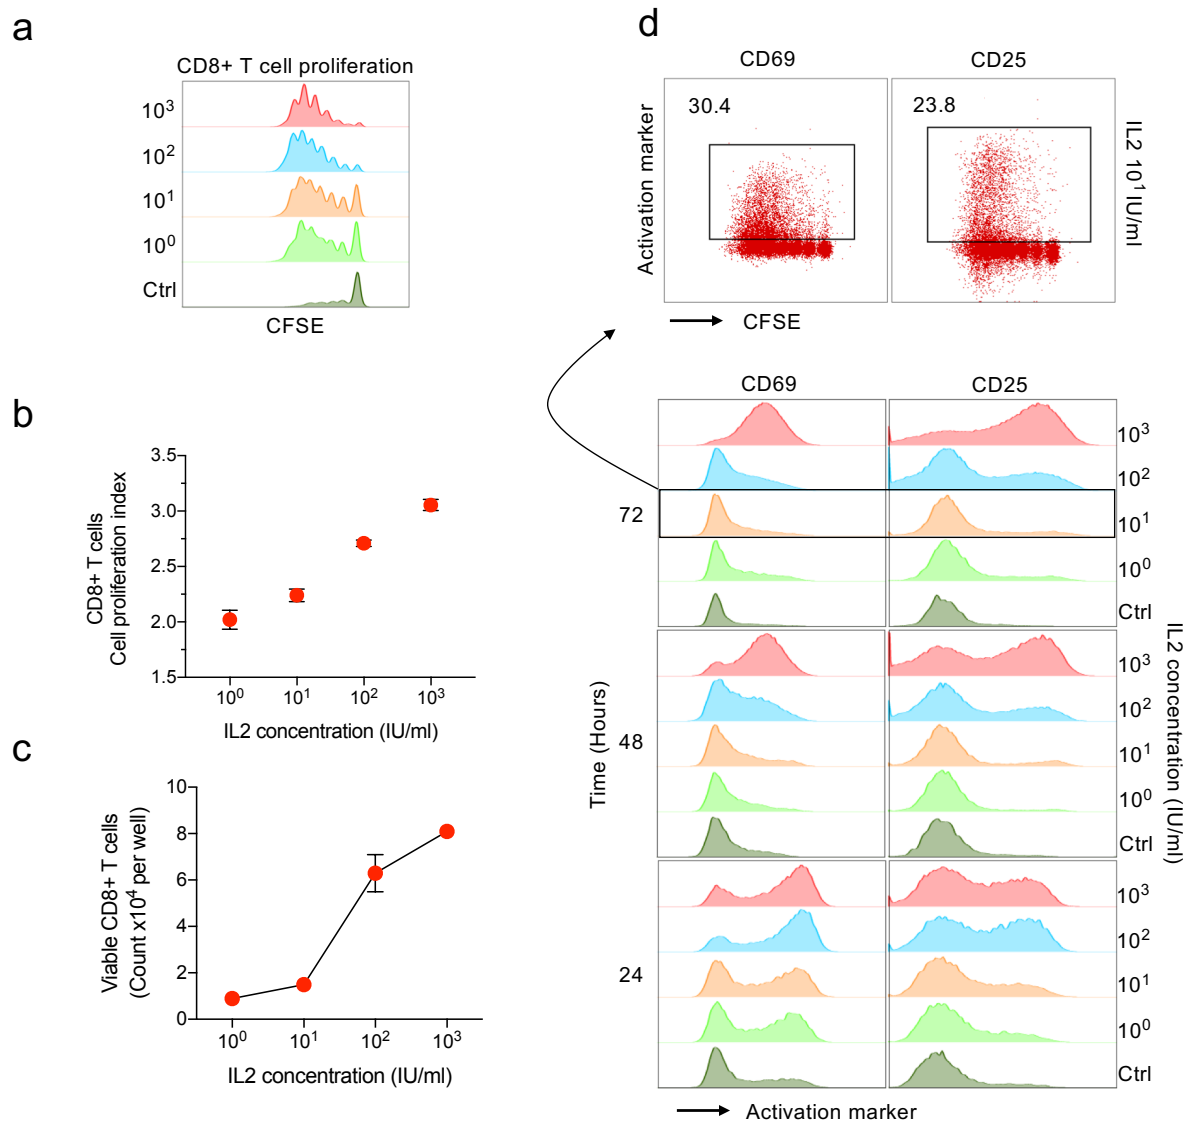 a
CD8+ T cell proliferation
10³
10²
10¹
10⁰
Ctrl
CFSE
b
CD8+ T cells
Cell proliferation index
3.5
3.0
2.5
2.0
1.5
10⁰ 10¹ 10² 10³
IL2 concentration (IU/ml)
c
Viable CD8+ T cells
(Count x10⁴ per well)
10
8
6
4
2
0
10⁰ 10¹ 10² 10³
IL2 concentration (IU/ml)
d
CD69 CD25
Activation marker
30.4 23.8
IL2 10¹ IU/ml
CFSE
CD69 CD25
Time (Hours)
IL2 concentration (IU/ml)
72
10³
10²
10¹
10⁰
Ctrl
48
10³
10²
10¹
10⁰
Ctrl
24
10³
10²
10¹
10⁰
Ctrl
Activation marker